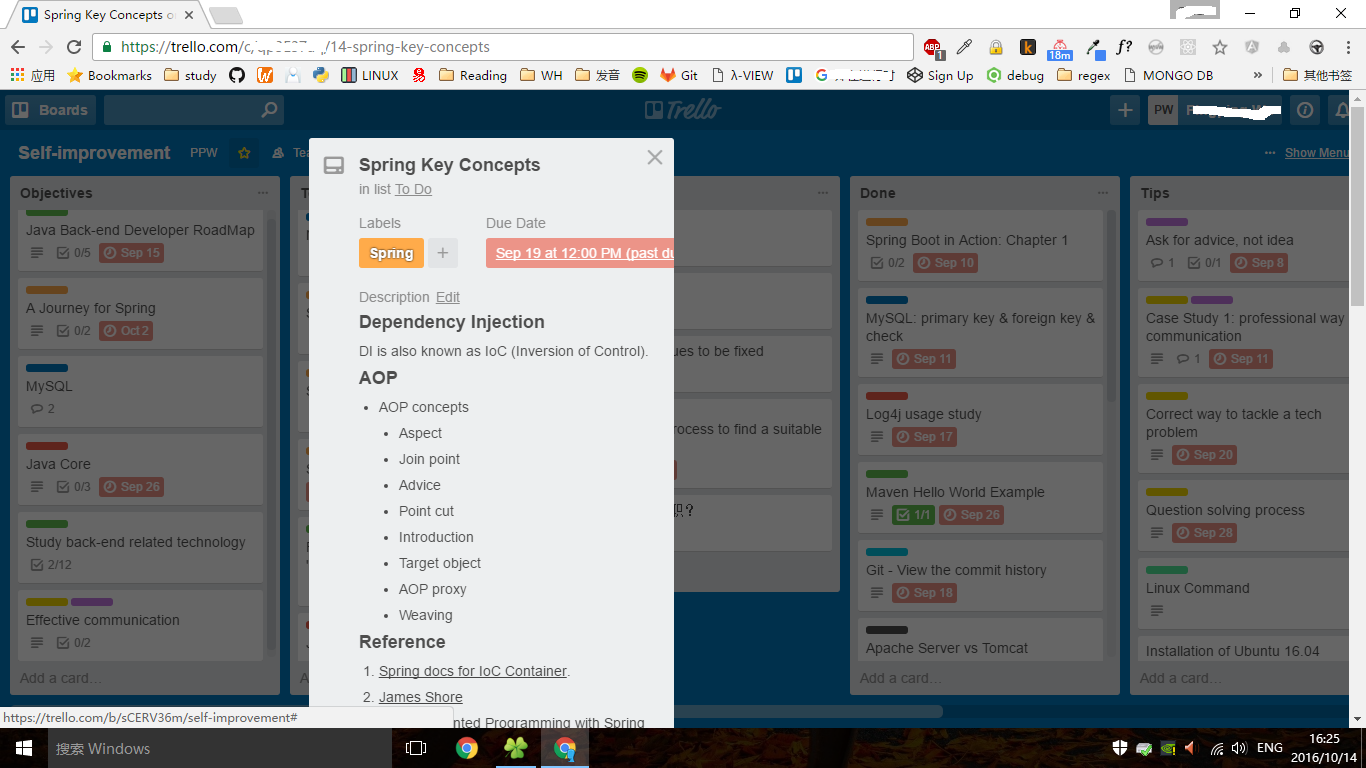 Spring Key Concepts o
https://trello.com/c/
/14-spring-key-concepts
1
18m
f?
应用
Bookmarks
study
LINUX
Reading
WH
发音
Git
λ-VIEW
Sign Up
debug
regex
MONGO DB
»
其他书签
Boards
Trello
PW
Self-improvement
PPW
Show Menu
Objectives
Java Back-end Developer RoadMap
0/5
Sep 15
A Journey for Spring
0/2
Oct 2
MySQL
2
Java Core
0/3
Sep 26
Study back-end related technology
2/12
Effective communication
0/2
Add a card…
Spring Key Concepts
in list To Do
Labels
Due Date
Spring
+
Sep 19 at 12:00 PM (past du
Description Edit
Dependency Injection
DI is also known as IoC (Inversion of Control).
AOP
• AOP concepts
• Aspect
• Join point
• Advice
• Point cut
• Introduction
• Target object
• AOP proxy
• Weaving
Reference
1. Spring docs for IoC Container.
2. James Shore
nted Programming with Spring
ues to be fixed
rocess to find a suitable
职?
Done
Spring Boot in Action: Chapter 1
0/2
Sep 10
MySQL: primary key & foreign key &
check
Sep 11
Log4j usage study
Sep 17
Maven Hello World Example
1/1
Sep 26
Git - View the commit history
Sep 18
Apache Server vs Tomcat
Add a card…
Tips
Ask for advice, not idea
1
0/1
Sep 8
Case Study 1: professional way
communication
1
Sep 11
Correct way to tackle a tech
problem
Sep 20
Question solving process
Sep 28
Linux Command
Installation of Ubuntu 16.04
Add a card…
https://trello.com/b/sCERV36m/self-improvement#
搜索 Windows
ENG
16:25
2016/10/14